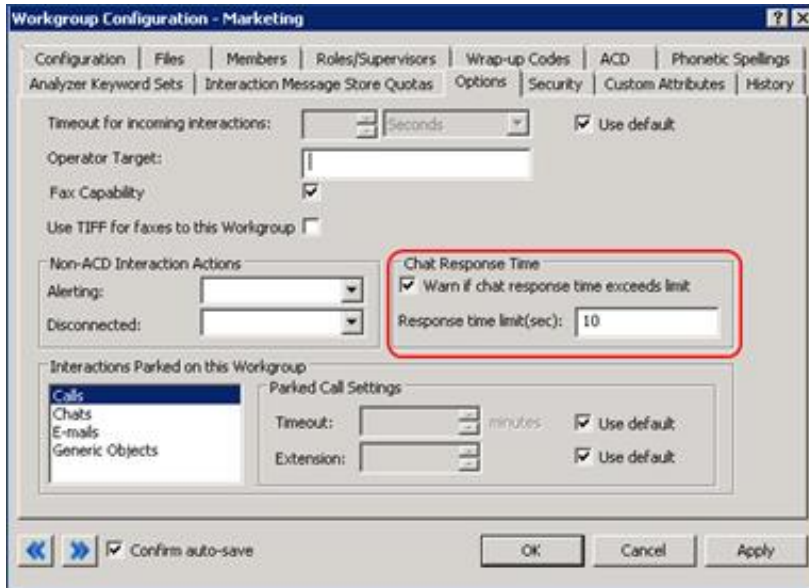 Workgroup Configuration - Marketing
Configuration Files Members Roles/Supervisors Wrap-up Codes ACD Phonetic Spellings
Analyzer Keyword Sets Interaction Message Store Quotas Options Security Custom Attributes History
Timeout for incoming interactions: Seconds Use default
Operator Target:
Fax Capability
Use TIFF for faxes to this Workgroup
Non-ACD Interaction Actions Chat Response Time
Alerting: Warn if chat response time exceeds limit
Disconnected: Response time limit(sec): 10
Interactions Parked on this Workgroup
Calls Parked Call Settings
Chats Timeout: minutes Use default
E-mails
Generic Objects Extension: Use default
Confirm auto-save OK Cancel Apply